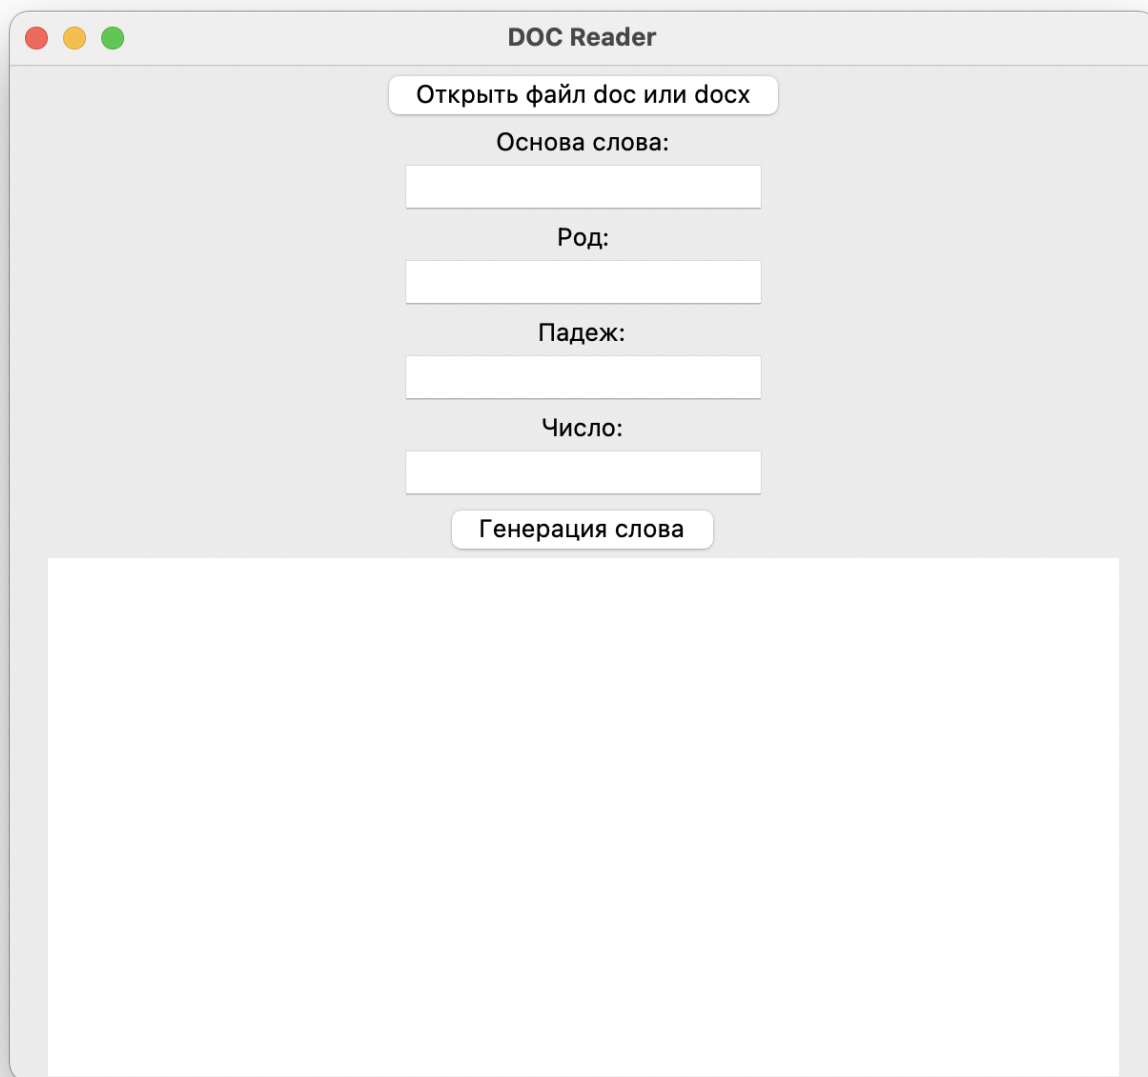 DOC Reader
Открыть файл doc или docx
Основа слова:
Род:
Падеж:
Число:
Генерация слова